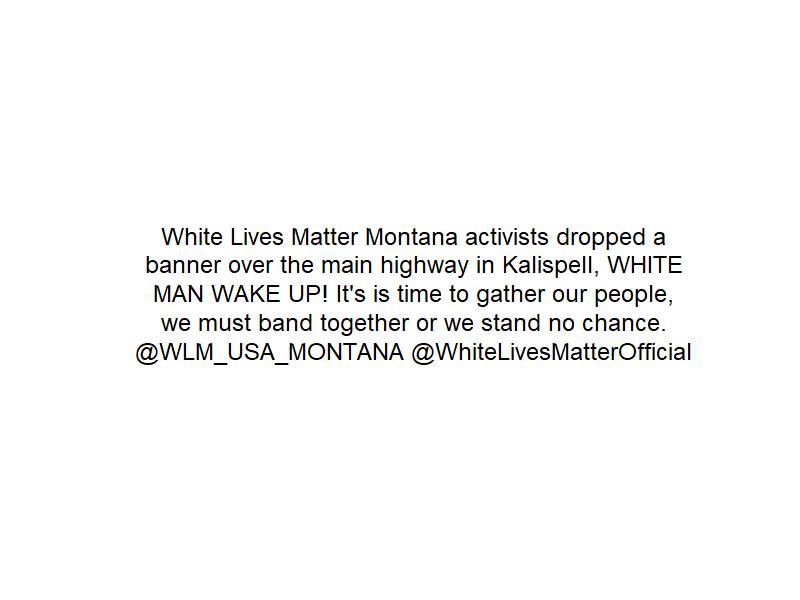 White Lives Matter Montana activists dropped a
banner over the main highway in Kalispell, WHITE
MAN WAKE UP! It's is time to gather our people,
we must band together or we stand no chance.
@WLM_USA_MONTANA @WhiteLivesMatterOfficial